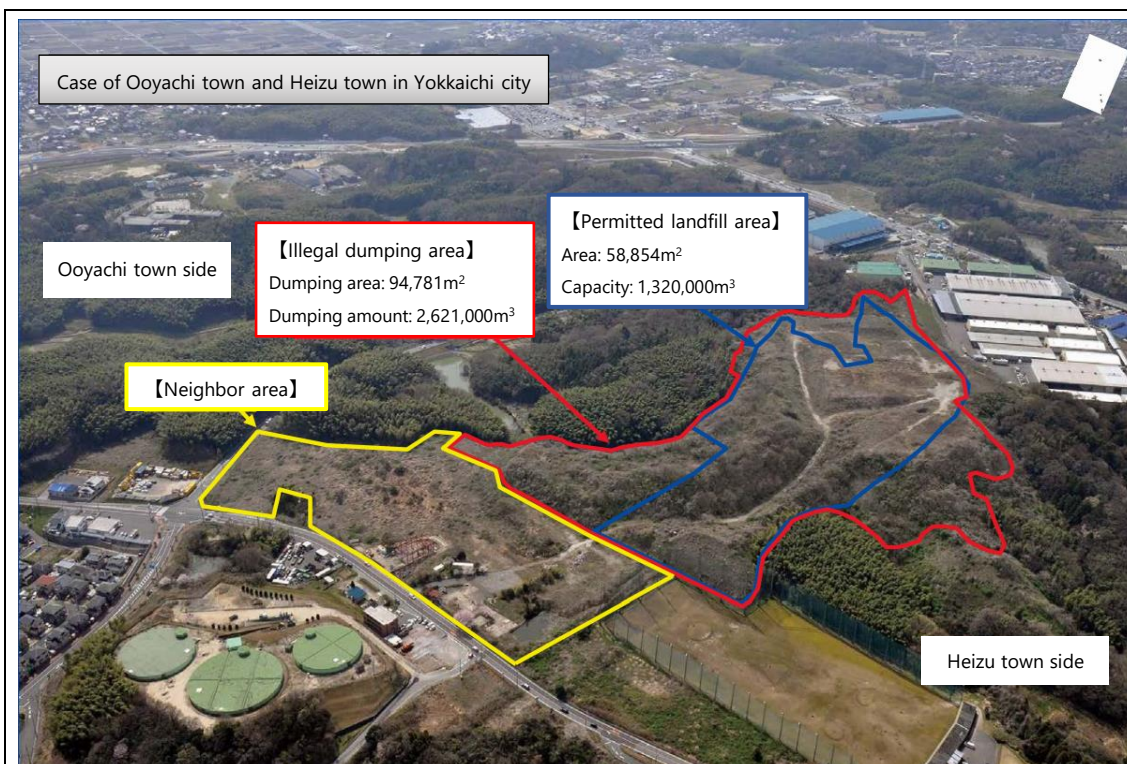 Case of Ooyachi town and Heizu town in Yokkaichi city
【Permitted landfill area】
Area: 58,854m²
Capacity: 1,320,000m³
【Illegal dumping area】
Dumping area: 94,781m²
Dumping amount: 2,621,000m³
Ooyachi town side
【Neighbor area】
Heizu town side